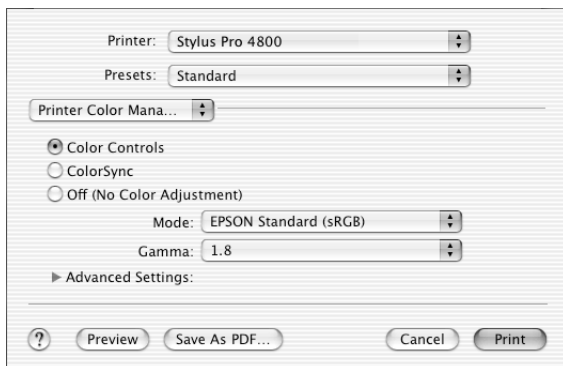 Printer: Stylus Pro 4800
Presets: Standard
Printer Color Mana...
Color Controls
ColorSync
Off (No Color Adjustment)
Mode: EPSON Standard (sRGB)
Gamma: 1.8
Advanced Settings:
? Preview Save As PDF... Cancel Print